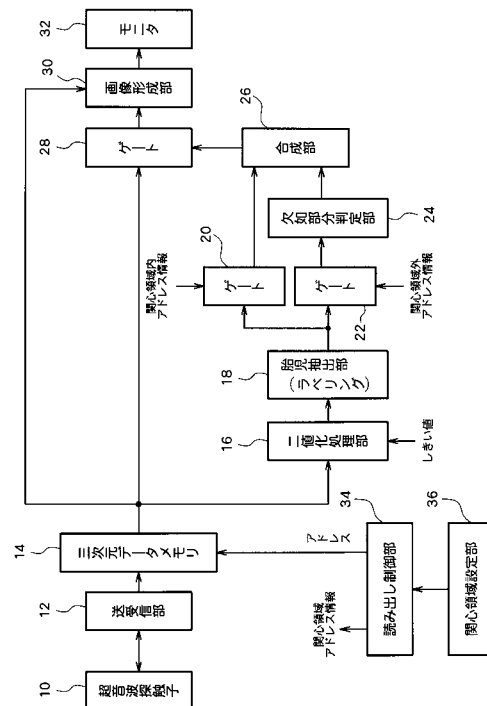 10
超音波探触子
12
送受信部
14
三次元データメモリ
16
二値化処理部
しきい値
18
胎児抽出部
(ラベリング)
20
ゲート
関心領域内
アドレス情報
22
ゲート
関心領域外
アドレス情報
24
欠如部分判定部
26
合成部
28
ゲート
30
画像形成部
32
モニタ
34
読み出し制御部
アドレス
関心領域
アドレス情報
36
関心領域設定部